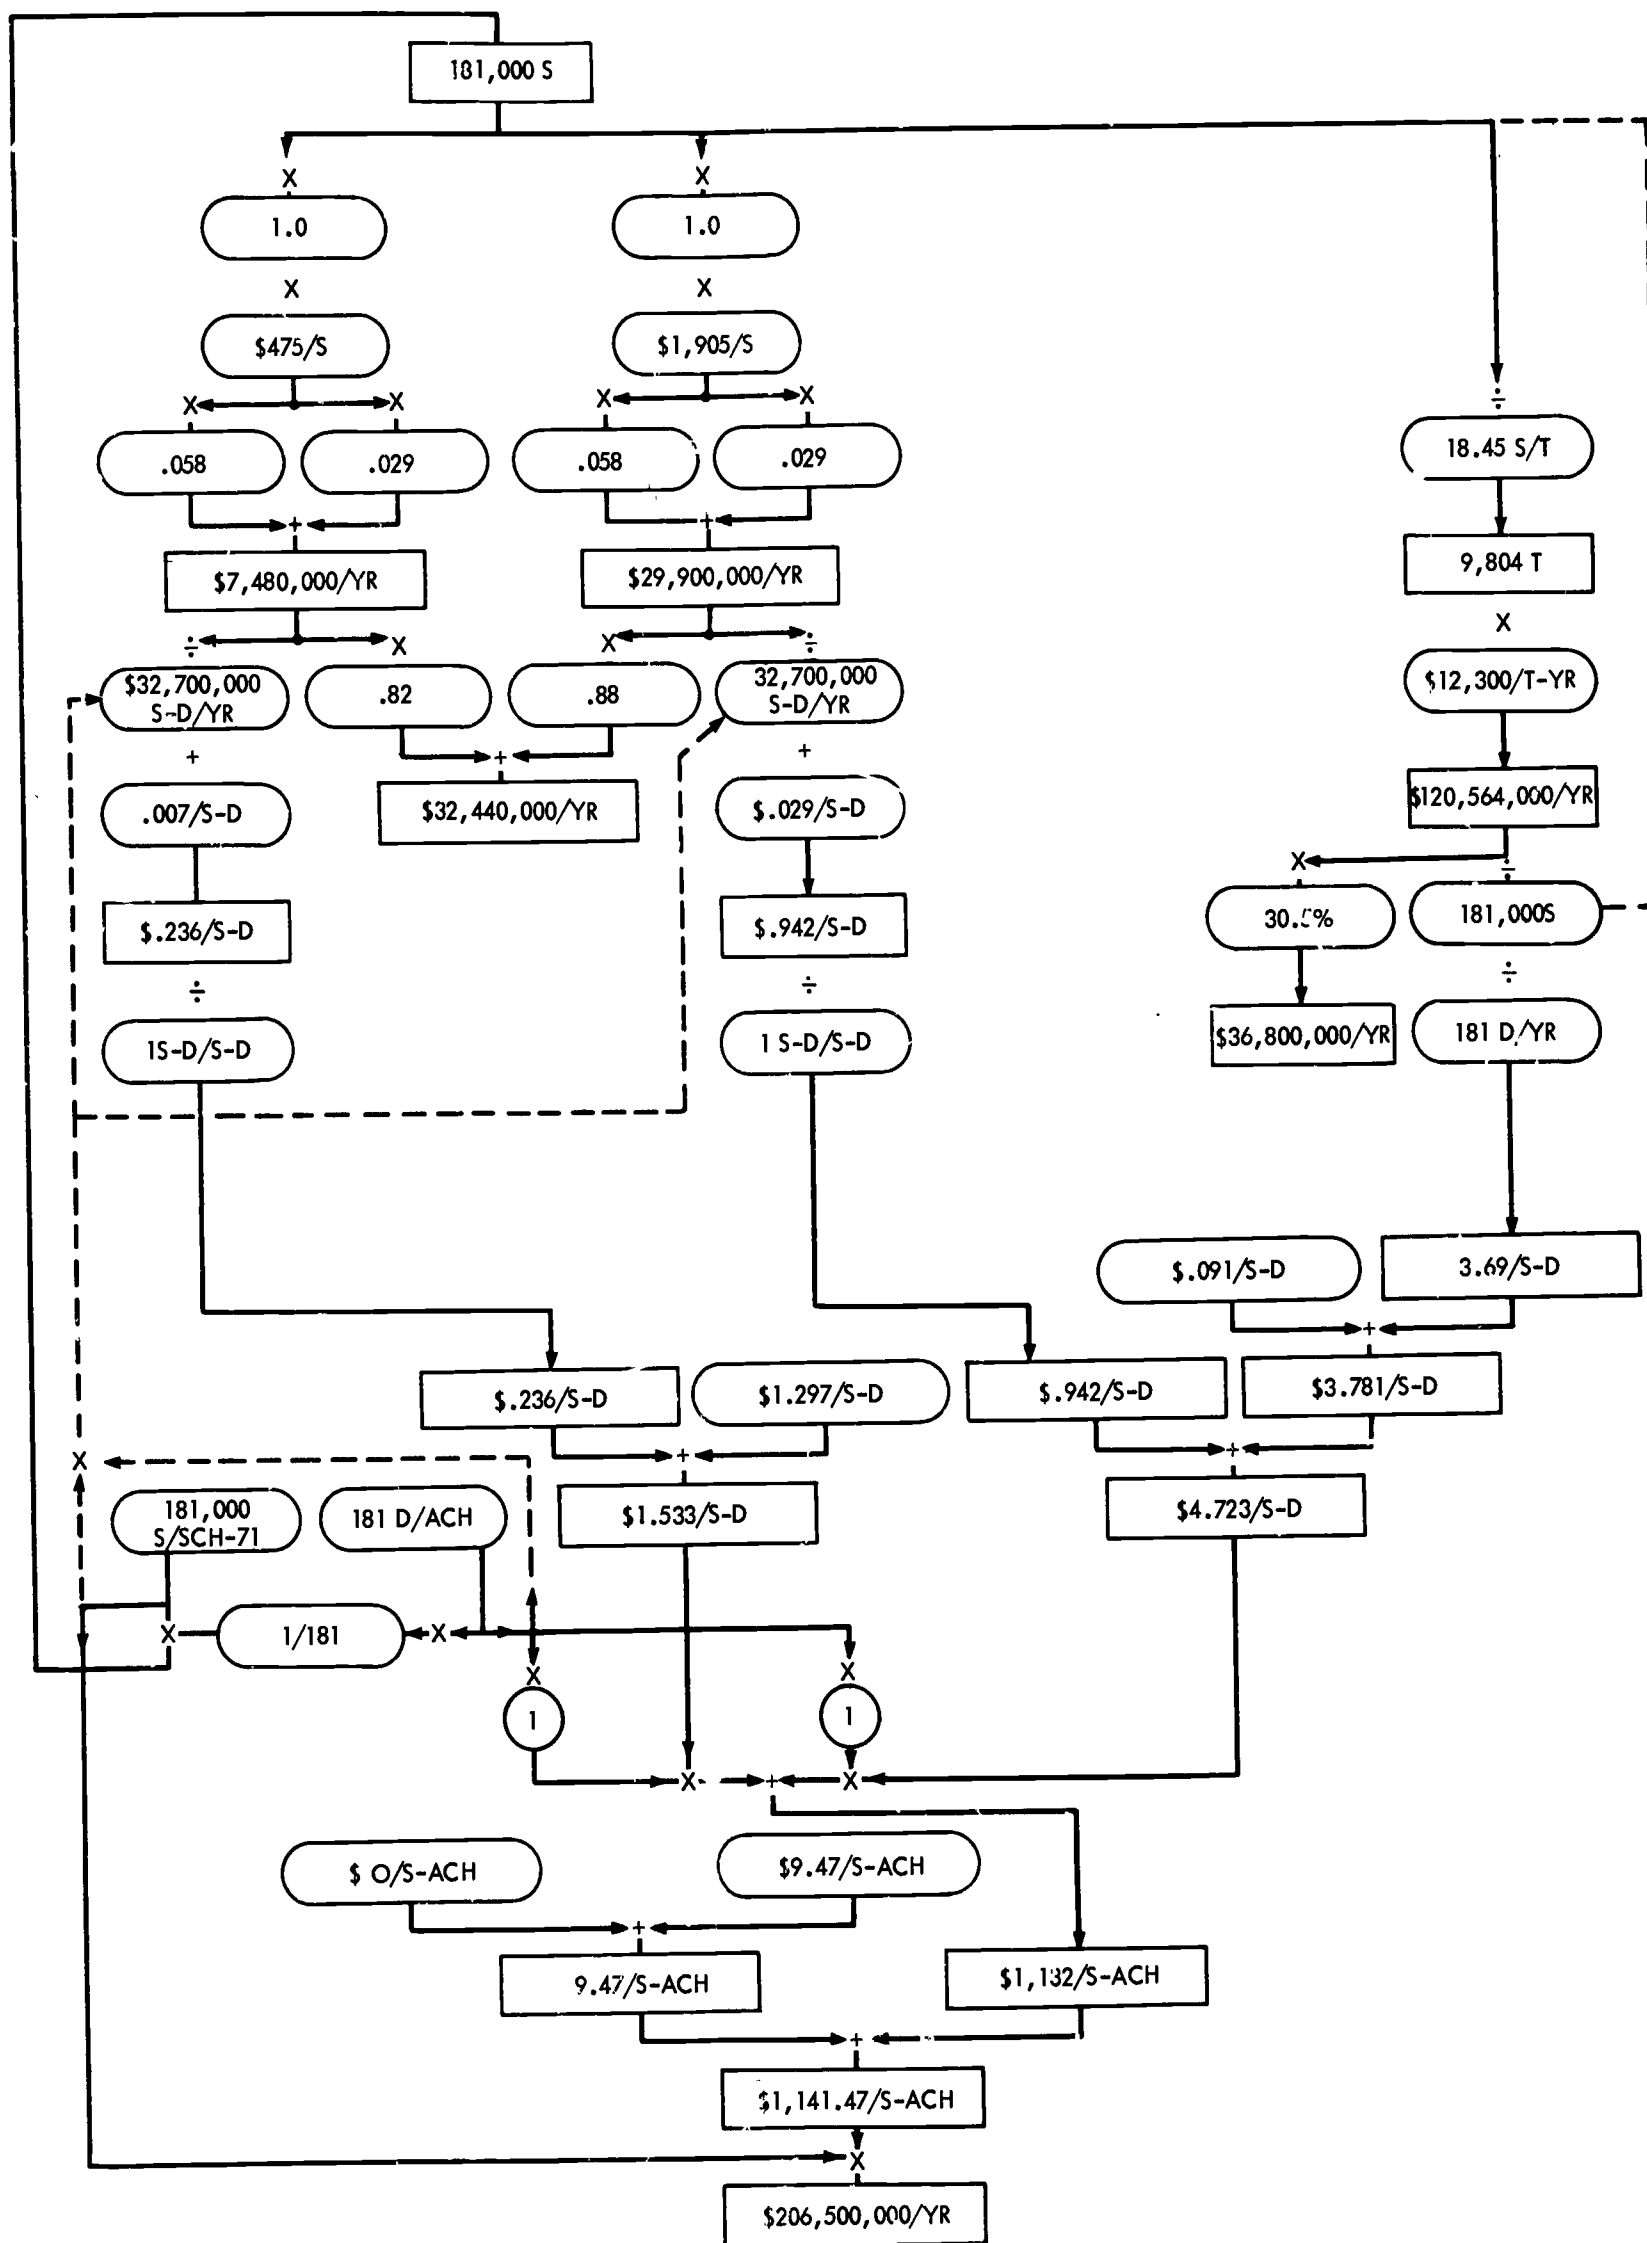 181,000 S
X
X
1.0
1.0
X
X
$475/S
$1,905/S
X
X
X
X
÷
.058
.029
.058
.029
18.45 S/T
+
+
$7,480,000/YR
$29,900,000/YR
9,804 T
X
÷
X
X
÷
$32,700,000
S-D/YR
.82
.88
32,700,000
S-D/YR
$12,300/T-YR
+
+
+
.007/S-D
$32,440,000/YR
$.029/S-D
$120,564,000/YR
X
÷
$.236/S-D
$.942/S-D
181,000S
÷
÷
÷
1S-D/S-D
1 S-D/S-D
$36,800,000/YR
181 D/YR
$.091/S-D
3.69/S-D
+
$.236/S-D
$1.297/S-D
$.942/S-D
$3.781/S-D
+
+
X
181,000
S/SCH-71
181 D/ACH
$1.533/S-D
$4.723/S-D
X
1/181
X
X
X
1
1
X
+
X
$ O/S-ACH
$9.47/S-ACH
+
9.47/S-ACH
$1,132/S-ACH
+
$1,141.47/S-ACH
X
$206,500,000/YR